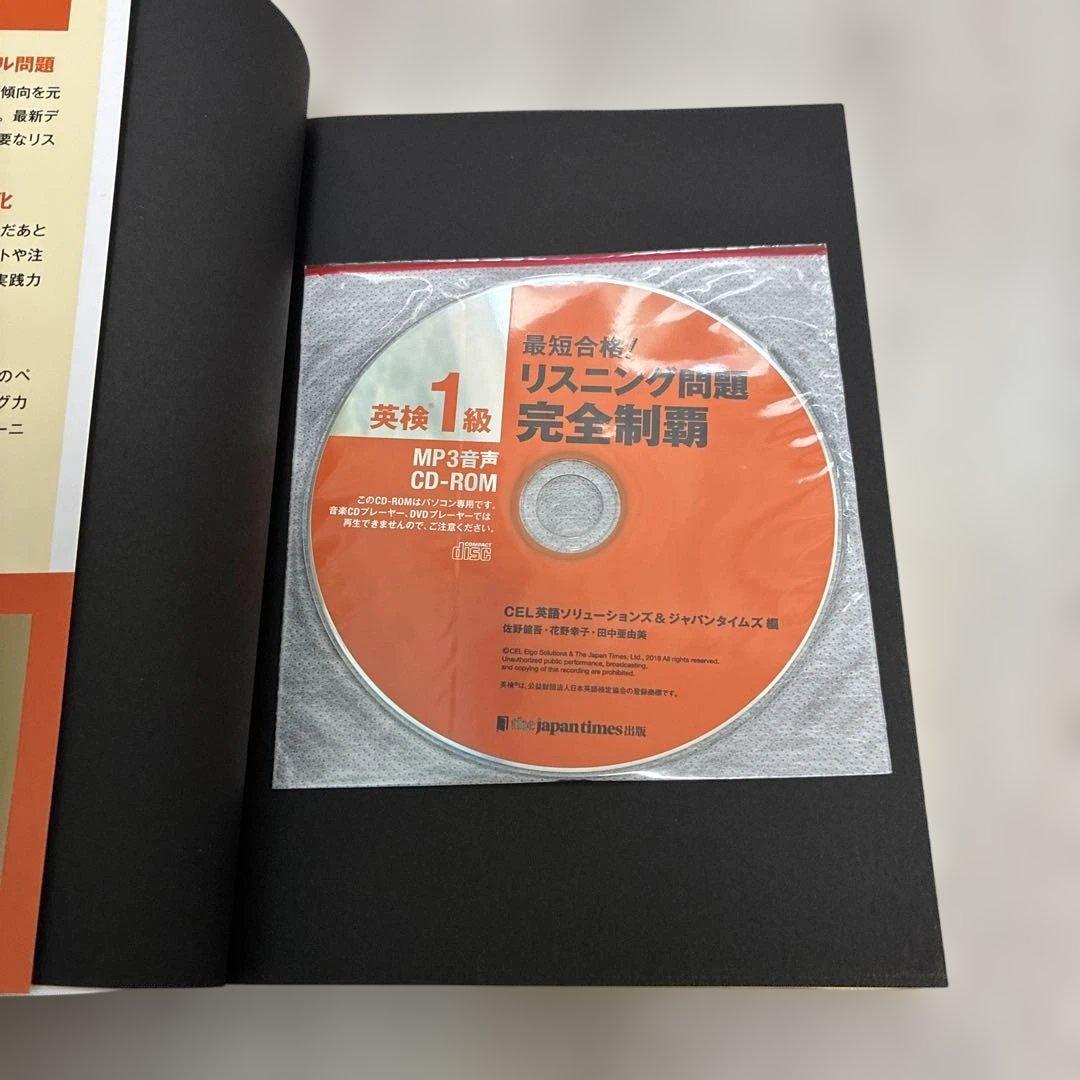 ル問題
傾向を元
。最新デ
要なリス
化
だあと
トや注
実践力
のペ
グ力
ーニ
英検®1級
最短合格!
リスニング問題
完全制覇
MP3音声
CD-ROM
このCD-ROMはパソコン専用です。
音楽CDプレーヤー、DVDプレーヤーでは
再生できませんので、ご注意ください。
COMPACT
disc
CEL英語ソリューションズ&ジャパンタイムズ 編
佐野健吾・花野幸子・田中亜由美
©CEL Eigo Solutions & The Japan Times, Ltd., 2018 All rights reserved.
Unauthorized public performance, broadcasting,
and copying of this recording are prohibited.
英検®は、公益財団法人日本英語検定協会の登録商標です。
the japan times 出版